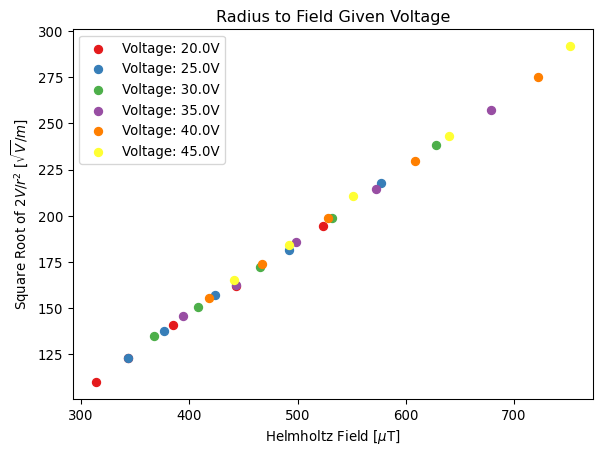 Radius to Field Given Voltage
Voltage: 20.0V
Voltage: 25.0V
Voltage: 30.0V
Voltage: 35.0V
Voltage: 40.0V
Voltage: 45.0V
Square Root of 2V/r² [√V/m]
300
275
250
225
200
175
150
125
300 400 500 600 700
Helmholtz Field [μT]